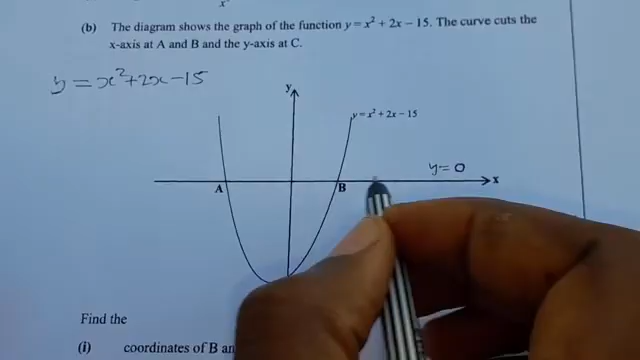 (b) The diagram shows the graph of the function y = x² + 2x − 15. The curve cuts the
x-axis at A and B and the y-axis at C.
y = x² + 2x − 15
y
y = x² + 2x − 15
y = 0
x
A
B
Find the
(i) coordinates of B